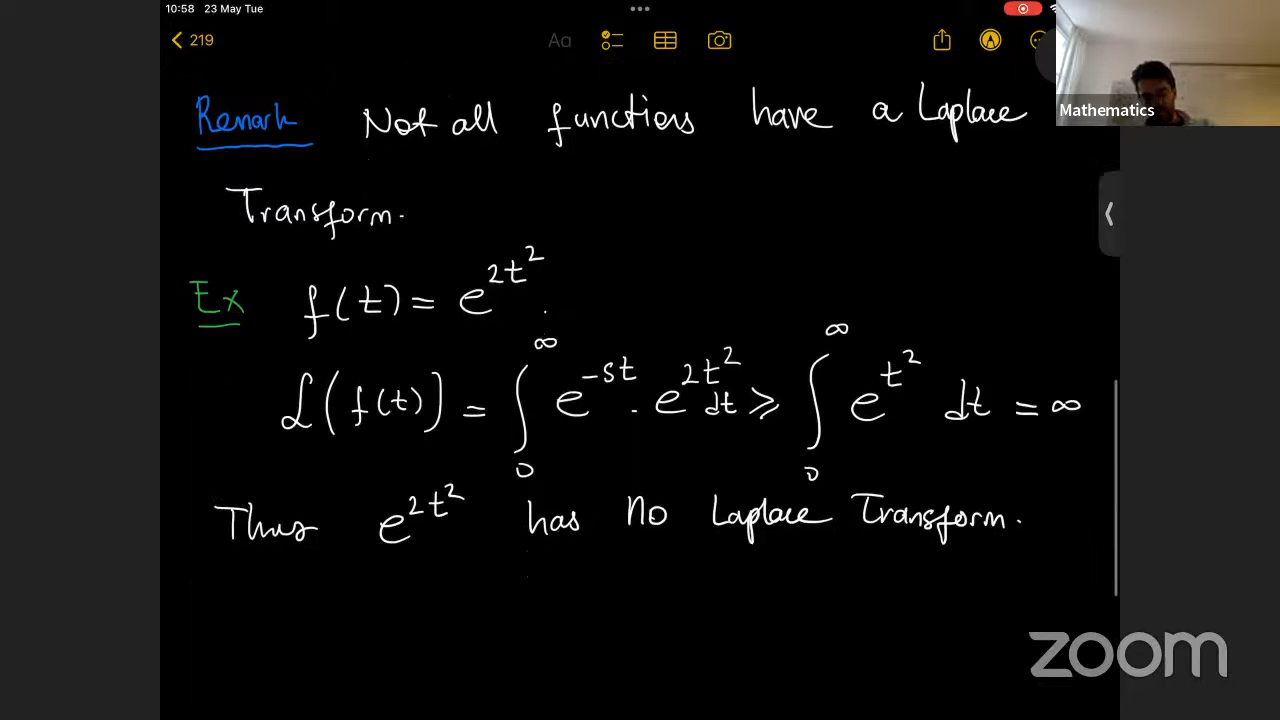 10:58 23 May Tue
219
Aa
Mathematics
Remark Not all functions have a Laplace
Transform.
Ex f(t) = e^{2t^2}.
ℒ(f(t)) = ∫_0^∞ e^{-st} . e^{2t^2} dt ⩾ ∫_0^∞ e^{t^2} dt = ∞
Thus e^{2t^2} has no Laplace Transform.
zoom